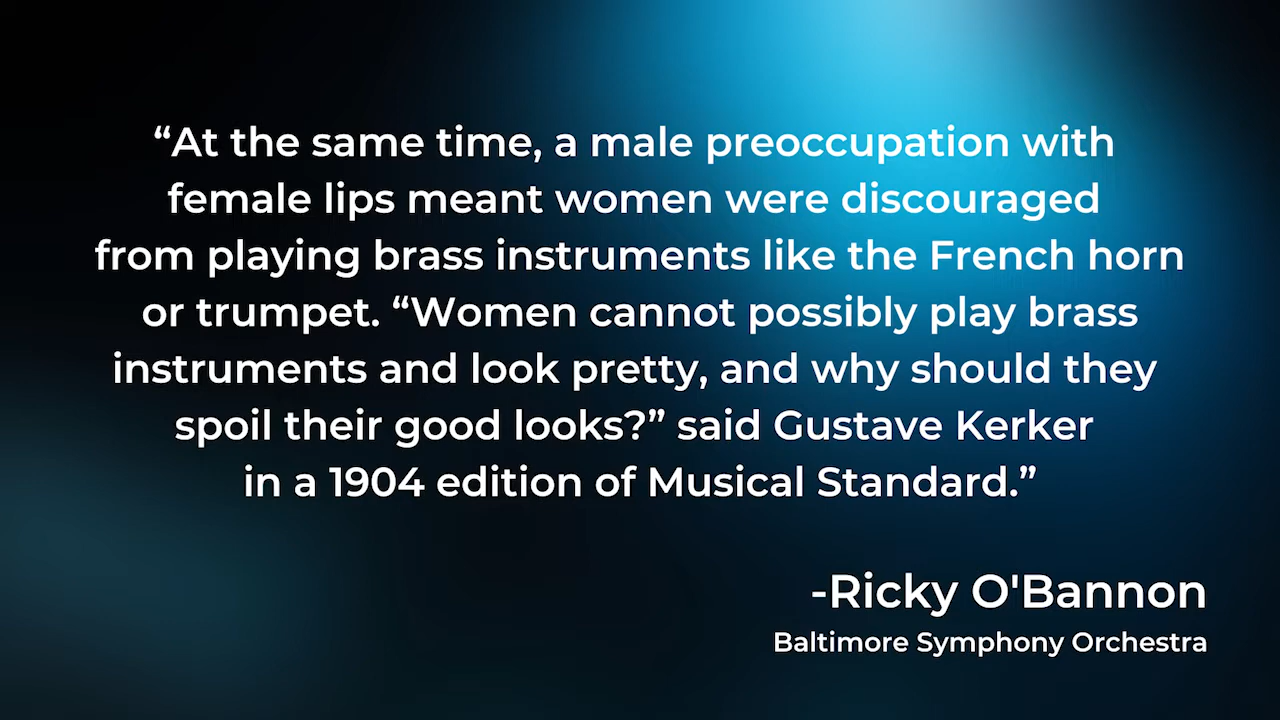 “At the same time, a male preoccupation with
female lips meant women were discouraged
from playing brass instruments like the French horn
or trumpet. “Women cannot possibly play brass
instruments and look pretty, and why should they
spoil their good looks?” said Gustave Kerker
in a 1904 edition of Musical Standard.”
-Ricky O'Bannon
Baltimore Symphony Orchestra